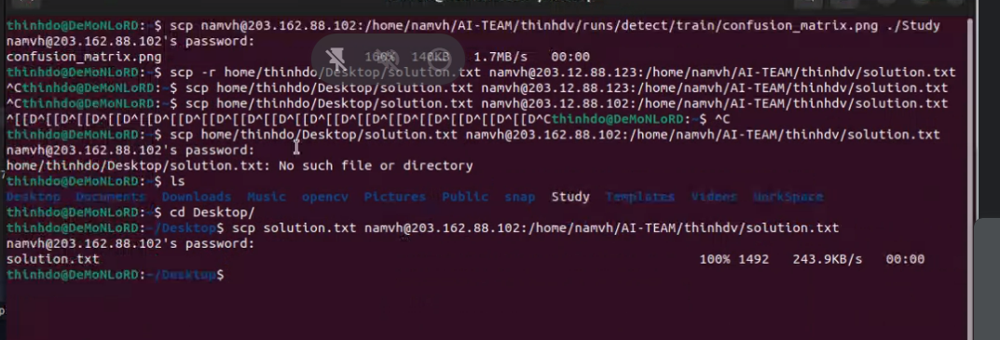 thinhdo@DeMoNLoRD:~$ scp namvh@203.162.88.102:/home/namvh/AI-TEAM/thinhdv/runs/detect/train/confusion_matrix.png ./Study
namvh@203.162.88.102's password:
confusion_matrix.png 100% 140KB 1.7MB/s 00:00
thinhdo@DeMoNLoRD:~$ scp -r home/thinhdo/Desktop/solution.txt namvh@203.12.88.123:/home/namvh/AI-TEAM/thinhdv/solution.txt
^Cthinhdo@DeMoNLoRD:~$ scp home/thinhdo/Desktop/solution.txt namvh@203.12.88.123:/home/namvh/AI-TEAM/thinhdv/solution.txt
^Cthinhdo@DeMoNLoRD:~$ scp home/thinhdo/Desktop/solution.txt namvh@203.12.88.102:/home/namvh/AI-TEAM/thinhdv/solution.txt
^[[D^[[D^[[D^[[D^[[D^[[D^[[D^[[D^[[D^[[D^[[D^[[D^[[D^[[D^[[D^[[D^[[D^[[D^[[D^[[D^Cthinhdo@DeMoNLoRD:~$ ^C
thinhdo@DeMoNLoRD:~$ scp home/thinhdo/Desktop/solution.txt namvh@203.162.88.102:/home/namvh/AI-TEAM/thinhdv/solution.txt
namvh@203.162.88.102's password:
home/thinhdo/Desktop/solution.txt: No such file or directory
thinhdo@DeMoNLoRD:~$ ls
Desktop Documents Downloads Music opencv Pictures Public snap Study Templates Videos WorkSpace
thinhdo@DeMoNLoRD:~$ cd Desktop/
thinhdo@DeMoNLoRD:~/Desktop$ scp solution.txt namvh@203.162.88.102:/home/namvh/AI-TEAM/thinhdv/solution.txt
namvh@203.162.88.102's password:
solution.txt 100% 1492 243.9KB/s 00:00
thinhdo@DeMoNLoRD:~/Desktop$